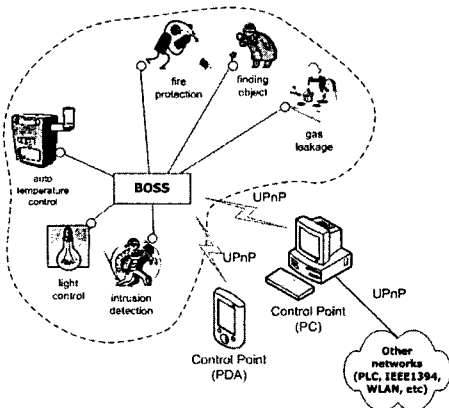 fire
protection
finding
object
gas
leakage
auto
temperature
control
BOSS
UPnP
light
control
intrusion
detection
UPnP
Control Point
(PC)
UPnP
Control Point
(PDA)
Other
networks
(PLC, IEEE1394,
WLAN, etc)